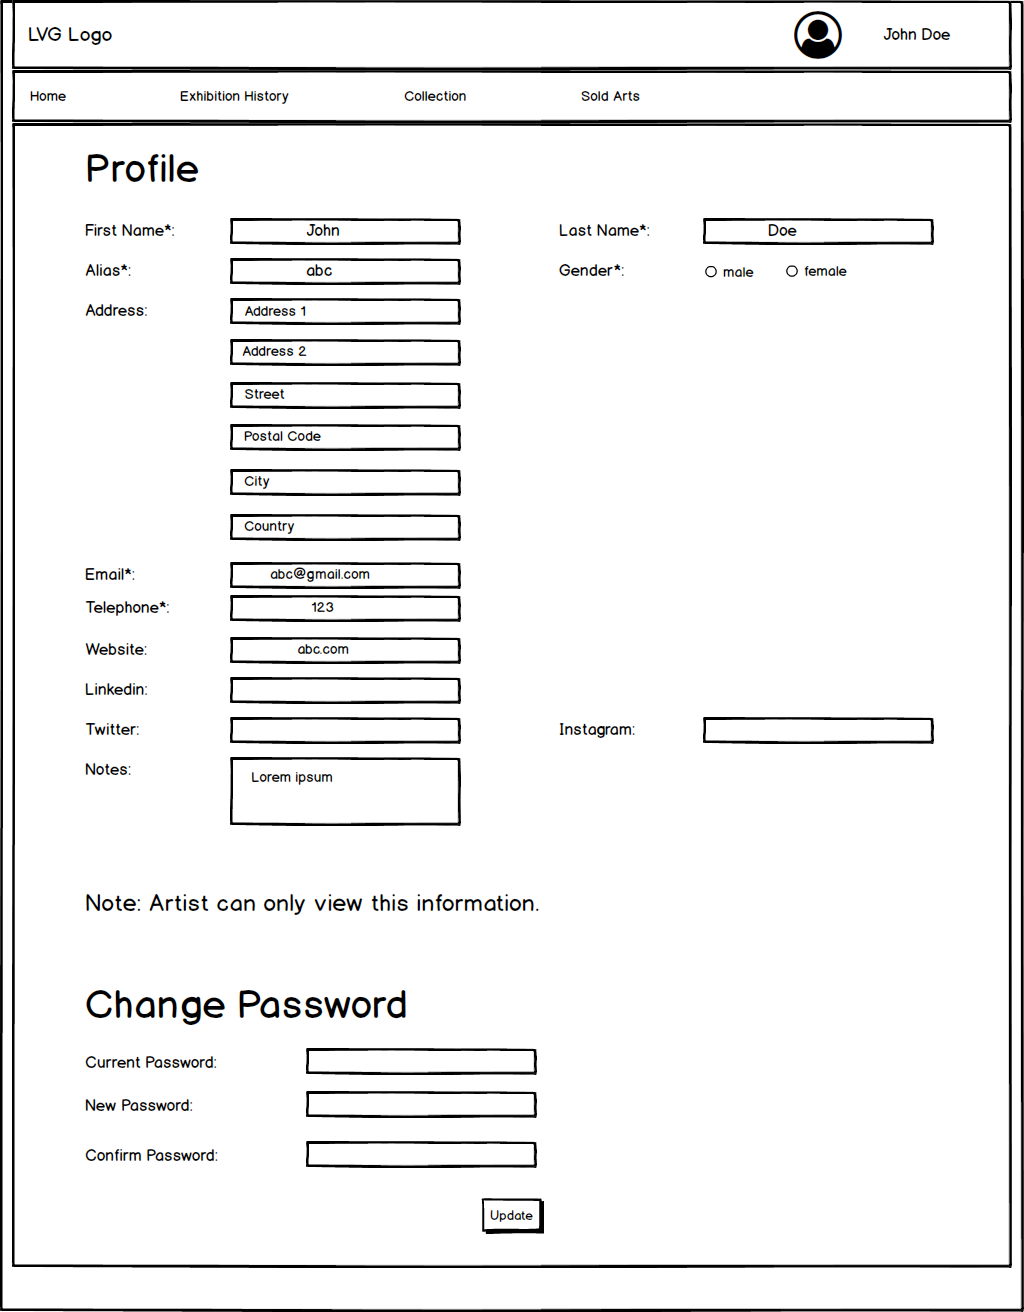 LVG Logo John Doe
Home Exhibition History Collection Sold Arts
Profile
First Name*: John Last Name*: Doe
Alias*: abc Gender*: male female
Address: Address 1
Address 2
Street
Postal Code
City
Country
Email*: abc@gmail.com
Telephone*: 123
Website: abc.com
Linkedin:
Twitter: Instagram:
Notes: Lorem ipsum
Note: Artist can only view this information.
Change Password
Current Password:
New Password:
Confirm Password:
Update